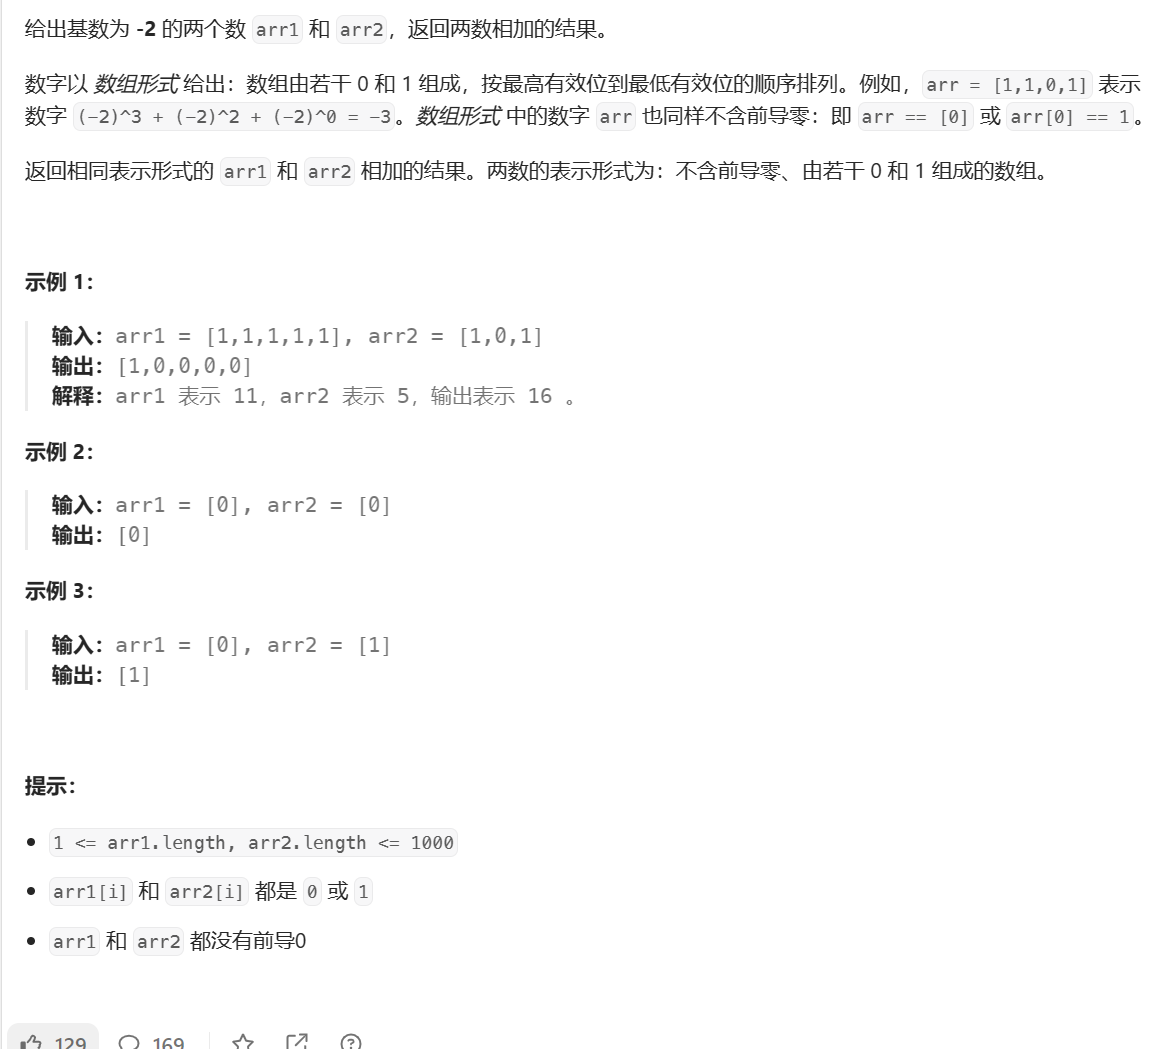 给出基数为 -2 的两个数 arr1 和 arr2，返回两数相加的结果。
数字以 数组形式 给出：数组由若干 0 和 1 组成，按最高有效位到最低有效位的顺序排列。例如，arr = [1,1,0,1] 表示
数字 (-2)^3 + (-2)^2 + (-2)^0 = -3。数组形式 中的数字 arr 也同样不含前导零：即 arr == [0] 或 arr[0] == 1。
返回相同表示形式的 arr1 和 arr2 相加的结果。两数的表示形式为：不含前导零、由若干 0 和 1 组成的数组。
示例 1：
输入：arr1 = [1,1,1,1,1], arr2 = [1,0,1]
输出：[1,0,0,0,0]
解释：arr1 表示 11，arr2 表示 5，输出表示 16 。
示例 2：
输入：arr1 = [0], arr2 = [0]
输出：[0]
示例 3：
输入：arr1 = [0], arr2 = [1]
输出：[1]
提示：
1 <= arr1.length, arr2.length <= 1000
arr1[i] 和 arr2[i] 都是 0 或 1
arr1 和 arr2 都没有前导0
129 169